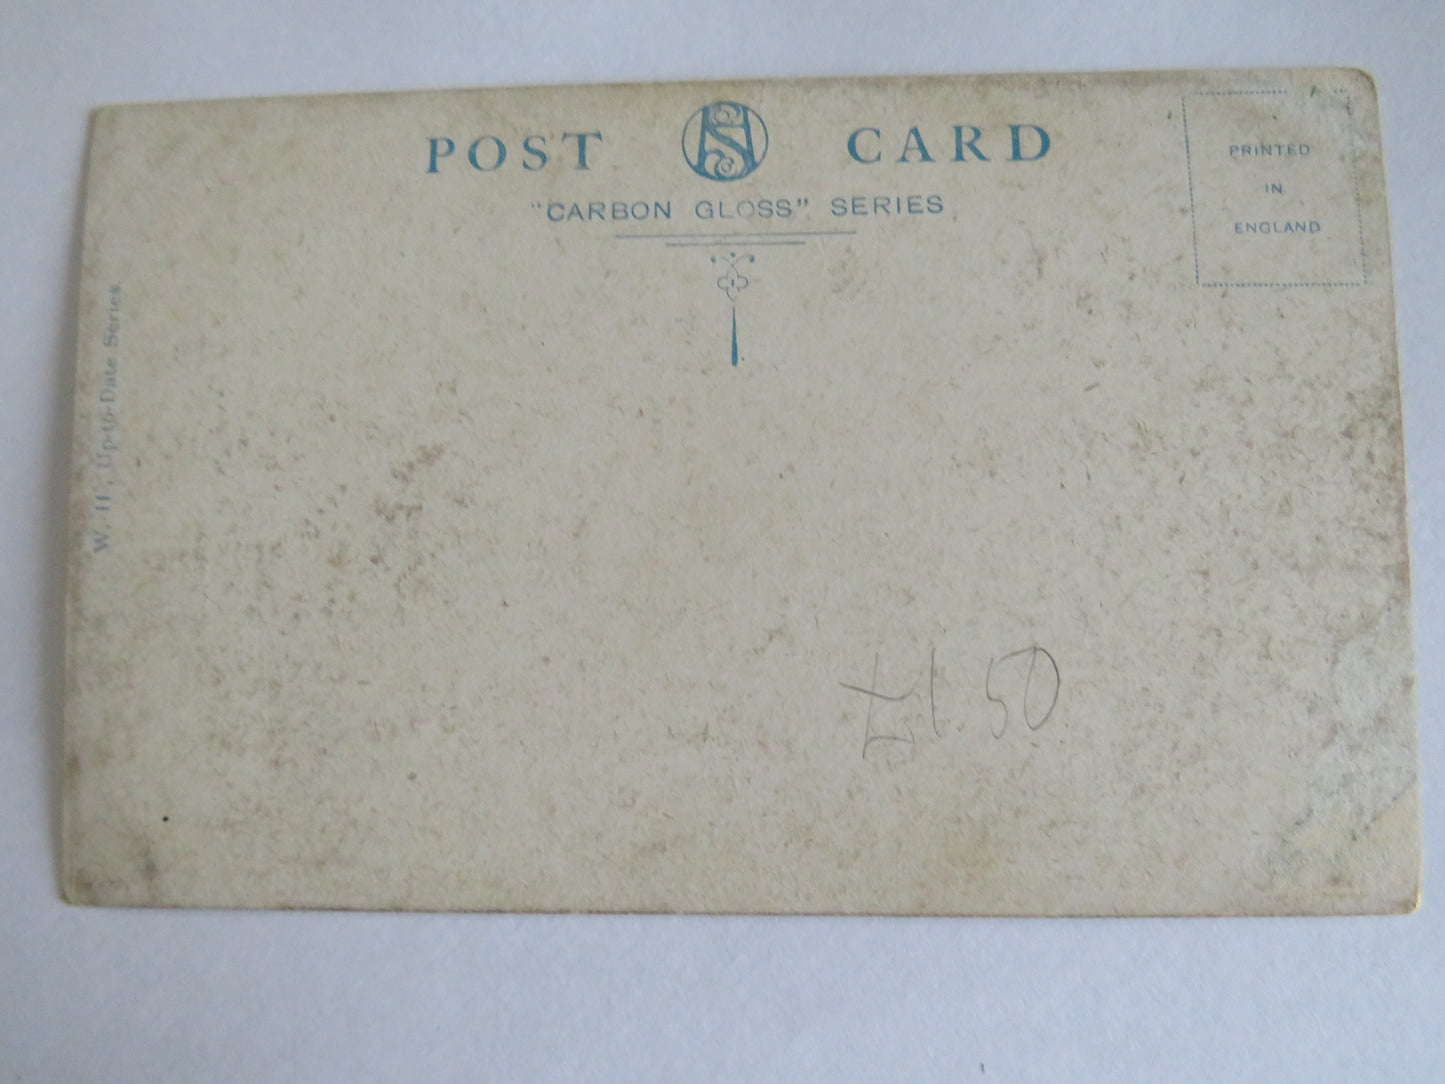 POST CARD
"CARBON GLOSS" SERIES
PRINTED
IN
ENGLAND
W. H., Up-to-Date Series.
£1.50